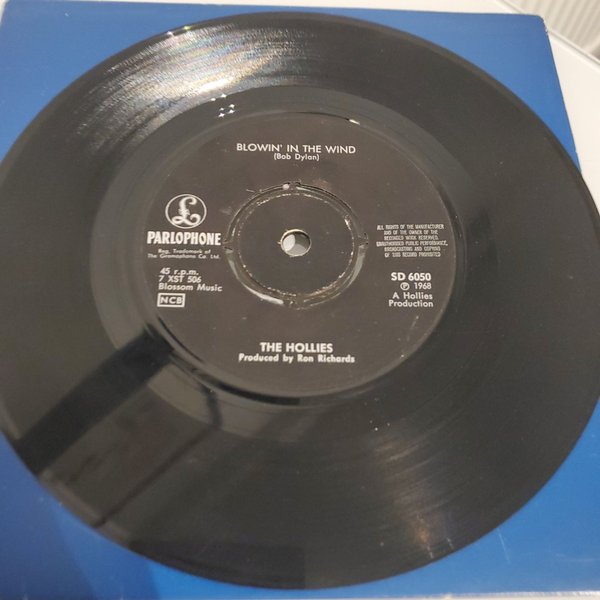 BLOWIN' IN THE WIND
(Bob Dylan)
£
PARLOPHONE
Reg. Trademark of
The Gramophone Co. Ltd.
45 r.p.m.
7 XST 506
Blossom Music
NCB
ALL RIGHTS OF THE MANUFACTURER
AND OF THE OWNER OF THE
RECORDED WORK RESERVED.
UNAUTHORISED PUBLIC PERFORMANCE,
BROADCASTING AND COPYING
OF THIS RECORD PROHIBITED
SD 6050
Ⓟ 1968
A Hollies
Production
THE HOLLIES
Produced by Ron Richards